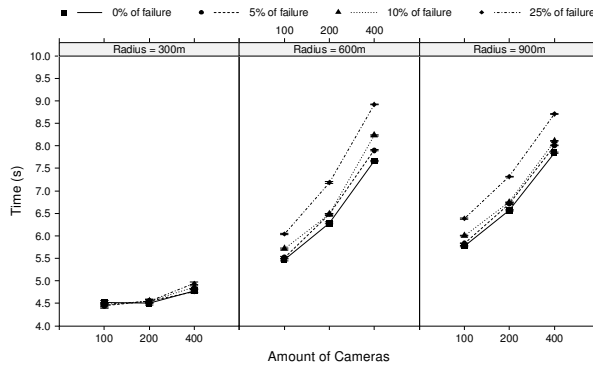 0% of failure 5% of failure 10% of failure 25% of failure
100 200 400
Radius = 300m Radius = 600m Radius = 900m
10.0
9.5
9.0
8.5
8.0
7.5
7.0
6.5
6.0
5.5
5.0
4.5
4.0
Time (s)
100 200 400 100 200 400
Amount of Cameras